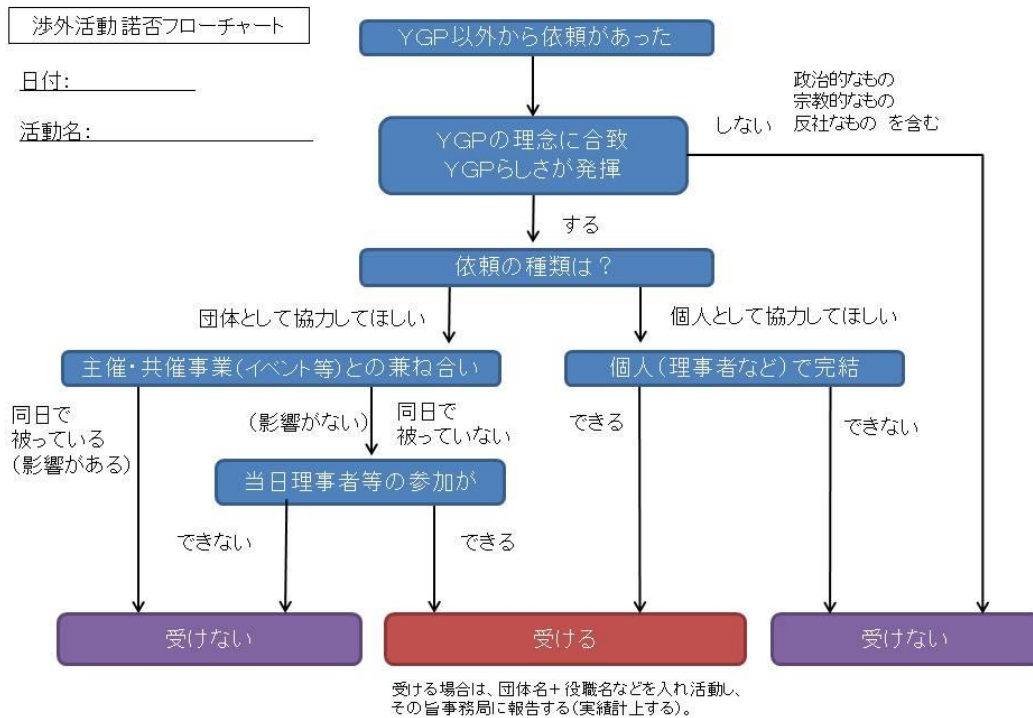 渉外活動諾否フローチャート
日付:
活動名:
YGP以外から依頼があった
政治的なもの
宗教的なもの
反社なもの を含む
しない
YGPの理念に合致
YGPらしさが発揮
する
依頼の種類は?
団体として協力してほしい
個人として協力してほしい
主催・共催事業(イベント等)との兼ね合い
個人(理事者など)で完結
同日で
被っている
(影響がある)
(影響がない)
同日で
被っていない
できる
できない
当日理事者等の参加が
できない
できる
受けない
受ける
受けない
受ける場合は、団体名+役職名などを入れ活動し、
その旨事務局に報告する(実績計上する)。